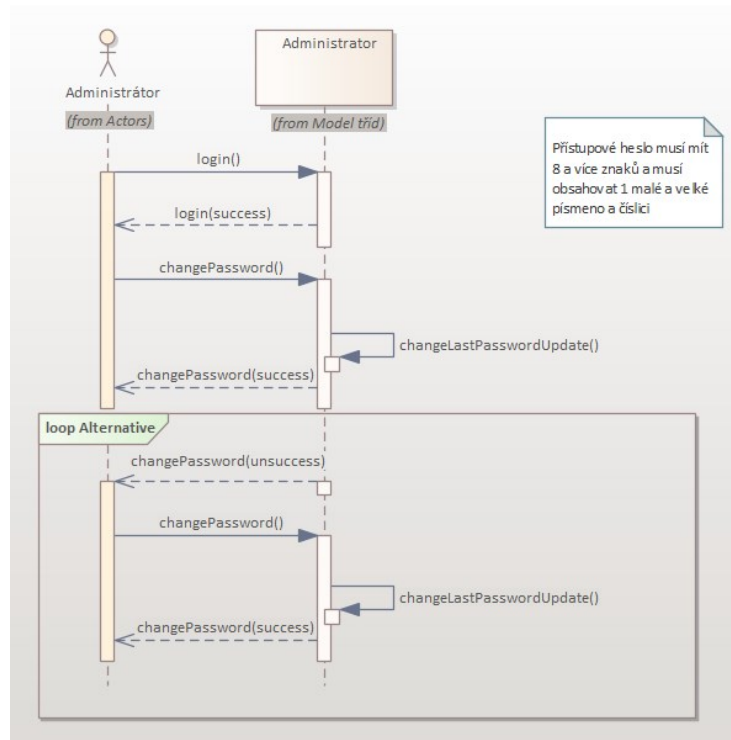 Administrator
Administrátor
(from Actors)
(from Model tříd)
Přístupové heslo musí mít
8 a více znaků a musí
obsahovat 1 malé a velké
písmeno a číslici
login()
login(success)
changePassword()
changeLastPasswordUpdate()
changePassword(success)
loop Alternative
changePassword(unsuccess)
changePassword()
changeLastPasswordUpdate()
changePassword(success)